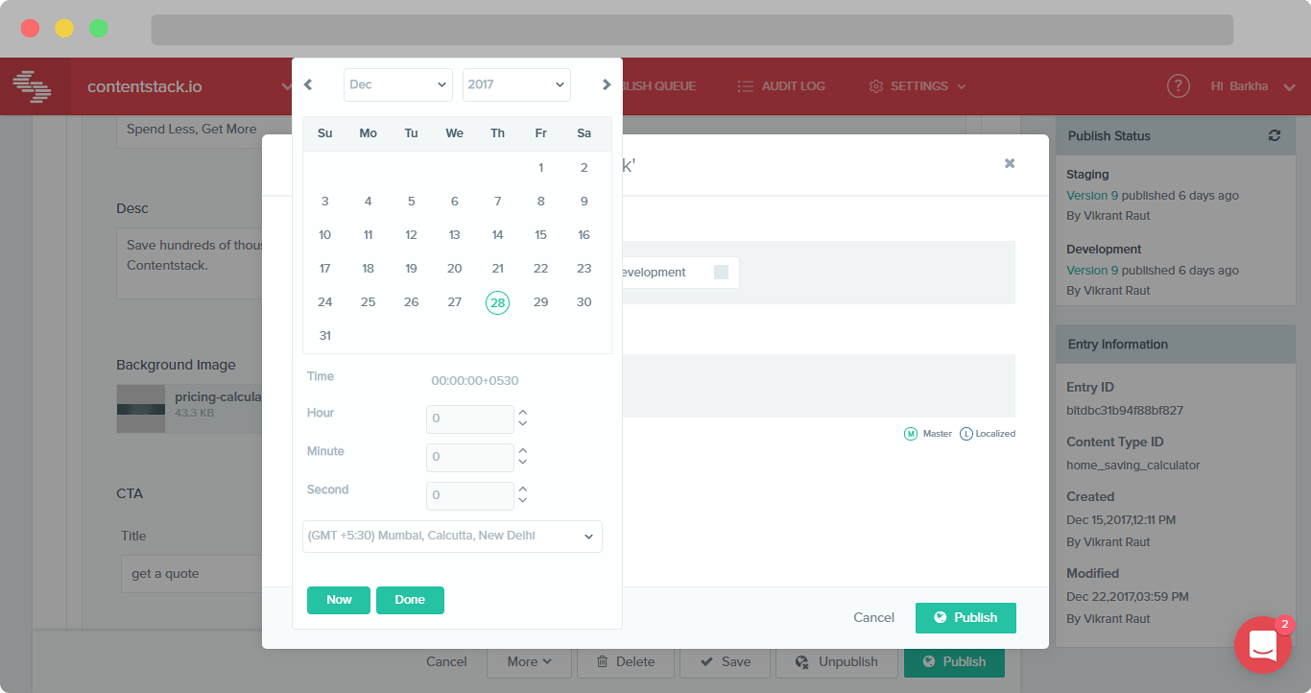 contentstack.io
BLISH QUEUE
AUDIT LOG
SETTINGS
?
Hi Barkha
Dec
2017
Su Mo Tu We Th Fr Sa
1 2
3 4 5 6 7 8 9
10 11 12 13 14 15 16
17 18 19 20 21 22 23
24 25 26 27 28 29 30
31
Time 00:00:00+0530
Hour 0
Minute 0
Second 0
(GMT +5:30) Mumbai, Calcutta, New Delhi
Now Done
k'
evelopment
M Master L Localized
Cancel Publish
Spend Less, Get More
Desc
Save hundreds of thou
Contentstack.
Background Image
pricing-calcula
43.3 KB
CTA
Title
get a quote
Cancel More Delete Save Unpublish Publish
Publish Status
Staging
Version 9 published 6 days ago
By Vikrant Raut
Development
Version 9 published 6 days ago
By Vikrant Raut
Entry Information
Entry ID
bltdbc31b94f88bf827
Content Type ID
home_saving_calculator
Created
Dec 15,2017,12:11 PM
By Vikrant Raut
Modified
Dec 22,2017,03:59 PM
By Vikrant Raut
2